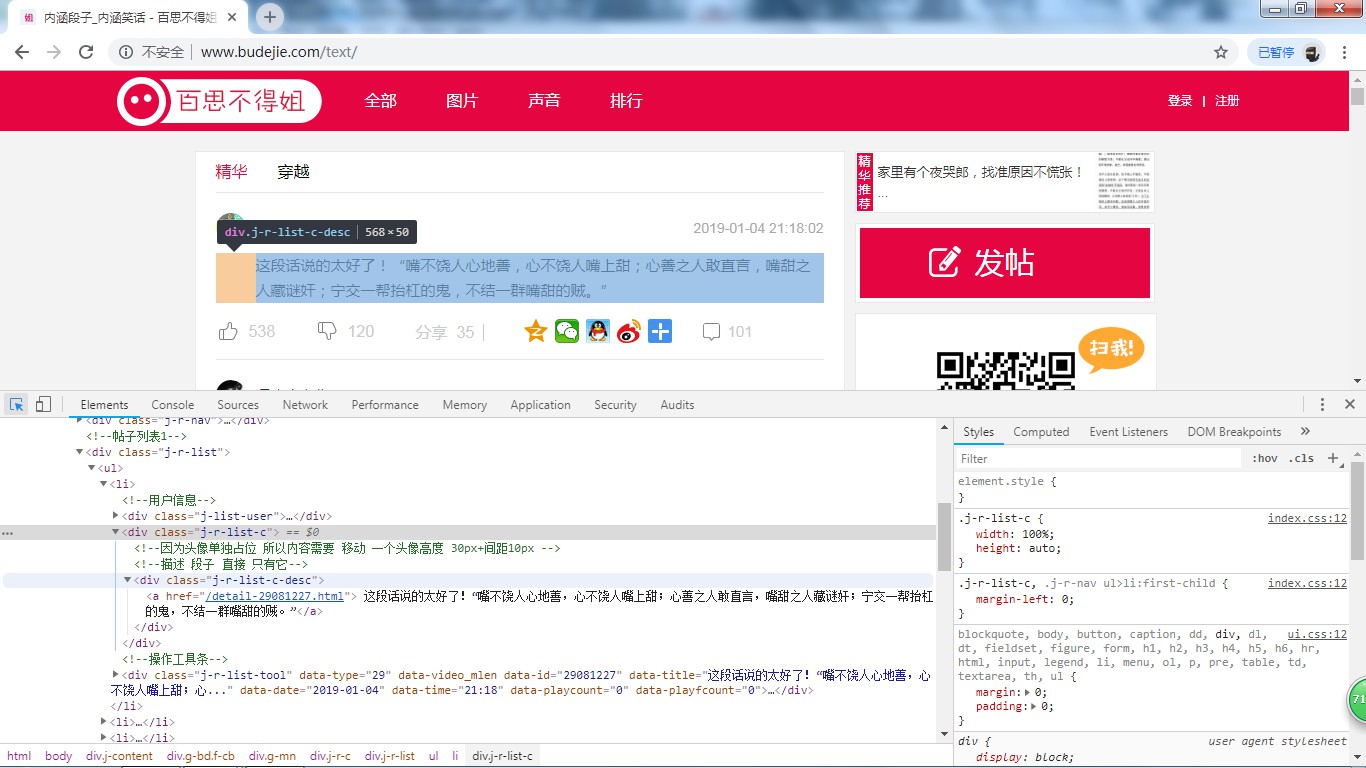 内涵段子_内涵笑话 - 百思不得姐
不安全 | www.budejie.com/text/
已暂停
百思不得姐 全部 图片 声音 排行 登录 | 注册
精华 穿越
2019-01-04 21:18:02
div.j-r-list-c-desc | 568 × 50
这段话说的太好了！“嘴不饶人心地善，心不饶人嘴上甜；心善之人敢直言，嘴甜之
人藏谜奸；宁交一帮抬杠的鬼，不结一群嘴甜的贼。”
538 120 分享 35 101
精华推荐
家里有个夜哭郎，找准原因不慌张！
...
发帖
扫我!
Elements Console Sources Network Performance Memory Application Security Audits
<div class="j-r-nav">…</div>
<!--帖子列表1-->
<div class="j-r-list">
<ul>
<li>
<!--用户信息-->
<div class="j-list-user">…</div>
<div class="j-r-list-c"> == $0
<!--因为头像单独占位 所以内容需要 移动 一个头像高度 30px+间距10px -->
<!--描述 段子 直接 只有它-->
<div class="j-r-list-c-desc">
<a href="/detail-29081227.html"> 这段话说的太好了！“嘴不饶人心地善，心不饶人嘴上甜；心善之人敢直言，嘴甜之人藏谜奸；宁交一帮抬杠
的鬼，不结一群嘴甜的贼。”</a>
</div>
</div>
<!--操作工具条-->
<div class="j-r-list-tool" data-type="29" data-video_mlen data-id="29081227" data-title="这段话说的太好了！“嘴不饶人心地善，心
不饶人嘴上甜；心..." data-date="2019-01-04" data-time="21:18" data-playcount="0" data-playfcount="0">…</div>
</li>
<li>…</li>
<li>…</li>
html body div.j-content div.g-bd.f-cb div.g-mn div.j-r-c div.j-r-list ul li div.j-r-list-c
Styles Computed Event Listeners DOM Breakpoints »
Filter :hov .cls +
element.style {
}
.j-r-list-c { index.css:12
width: 100%;
height: auto;
}
.j-r-list-c, .j-r-nav ul>li:first-child { index.css:12
margin-left: 0;
}
blockquote, body, button, caption, dd, div, dl, ui.css:12
dt, fieldset, figure, form, h1, h2, h3, h4, h5, h6, hr,
html, input, legend, li, menu, ol, p, pre, table, td,
textarea, th, ul {
margin: 0;
padding: 0;
}
div { user agent stylesheet
display: block;
71